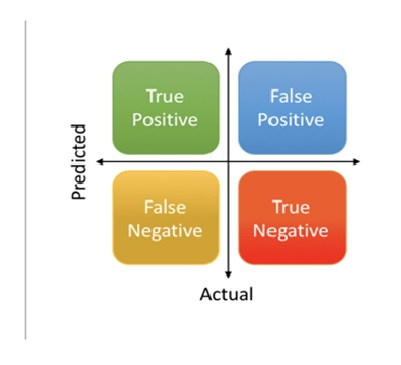 True
Positive
False
Positive
Predicted
False
Negative
True
Negative
Actual